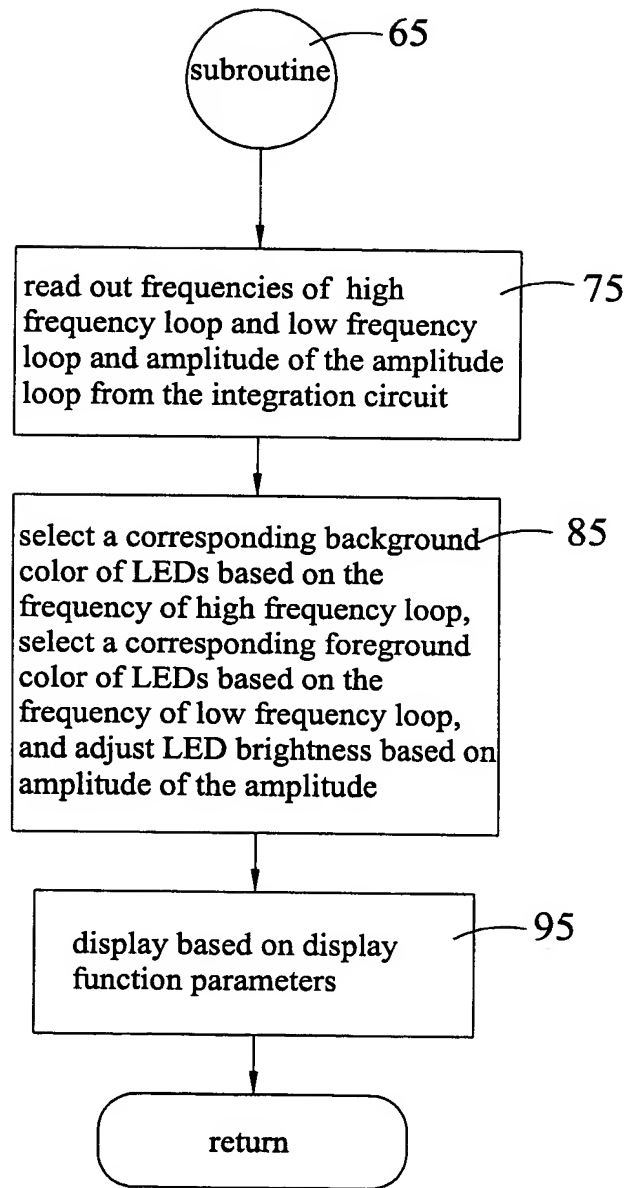 65
subroutine
75
read out frequencies of high
frequency loop and low frequency
loop and amplitude of the amplitude
loop from the integration circuit
85
select a corresponding background
color of LEDs based on the
frequency of high frequency loop,
select a corresponding foreground
color of LEDs based on the
frequency of low frequency loop,
and adjust LED brightness based on
amplitude of the amplitude
95
display based on display
function parameters
return